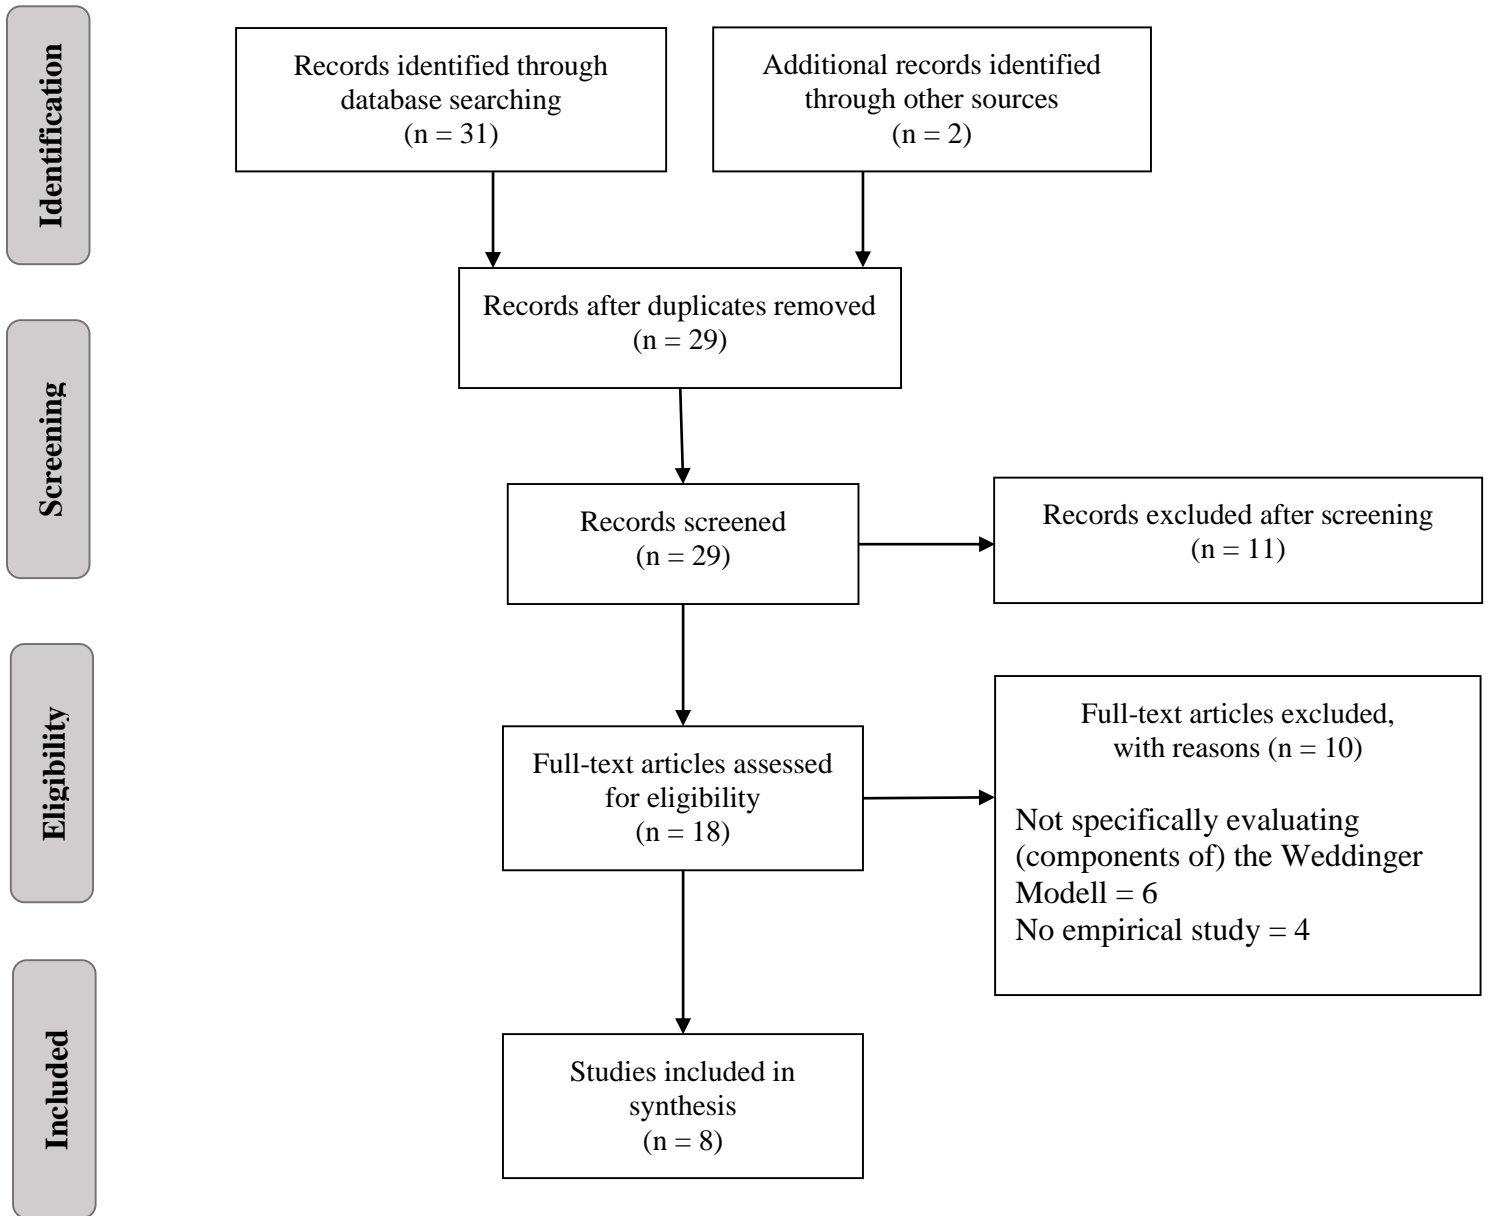 Identification
Records identified through
database searching
(n = 31)
Additional records identified
through other sources
(n = 2)
Records after duplicates removed
(n = 29)
Screening
Records screened
(n = 29)
Records excluded after screening
(n = 11)
Eligibility
Full-text articles assessed
for eligibility
(n = 18)
Full-text articles excluded,
with reasons (n = 10)
Not specifically evaluating
(components of) the Weddinger
Modell = 6
No empirical study = 4
Included
Studies included in
synthesis
(n = 8)